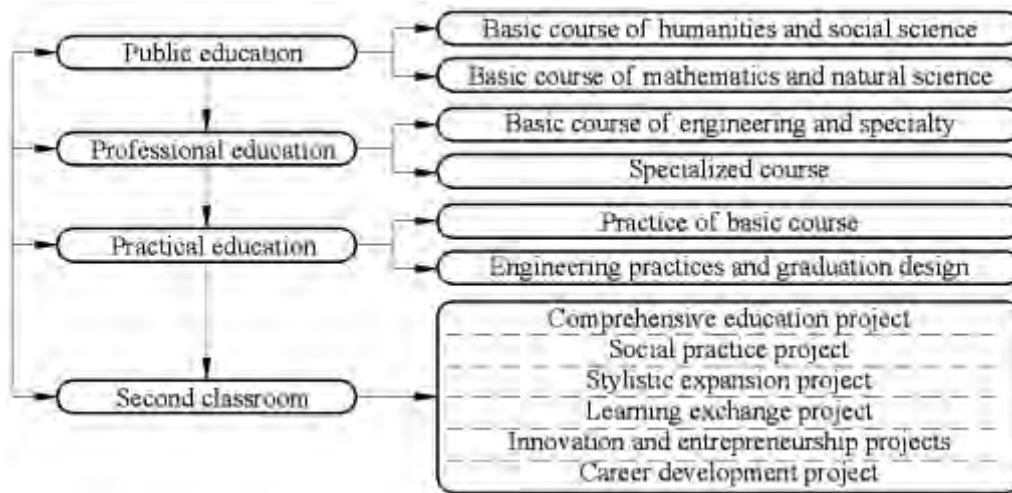 Public education
Basic course of humanities and social science
Basic course of mathematics and natural science
Professional education
Basic course of engineering and specialty
Specialized course
Practical education
Practice of basic course
Engineering practices and graduation design
Second classroom
Comprehensive education project
Social practice project
Stylistic expansion project
Learning exchange project
Innovation and entrepreneurship projects
Career development project